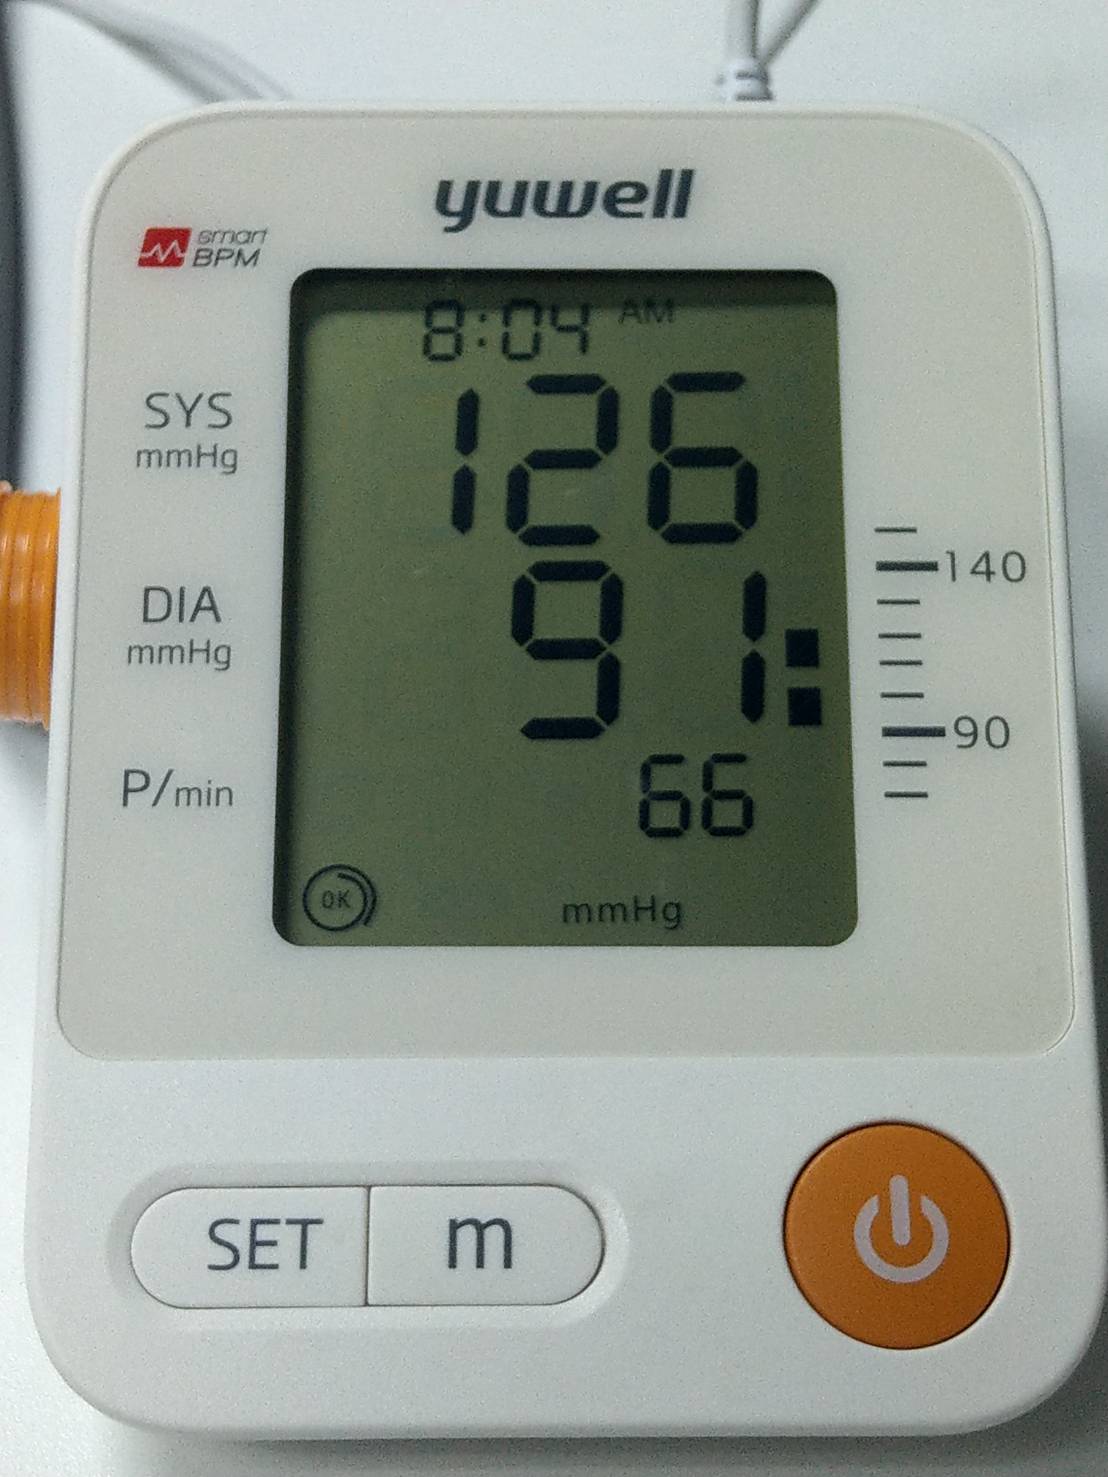 yuwell
smart
BPM
8:04 AM
SYS
mmHg
126
DIA
mmHg
91
140
90
P/min
66
OK
mmHg
SET
m